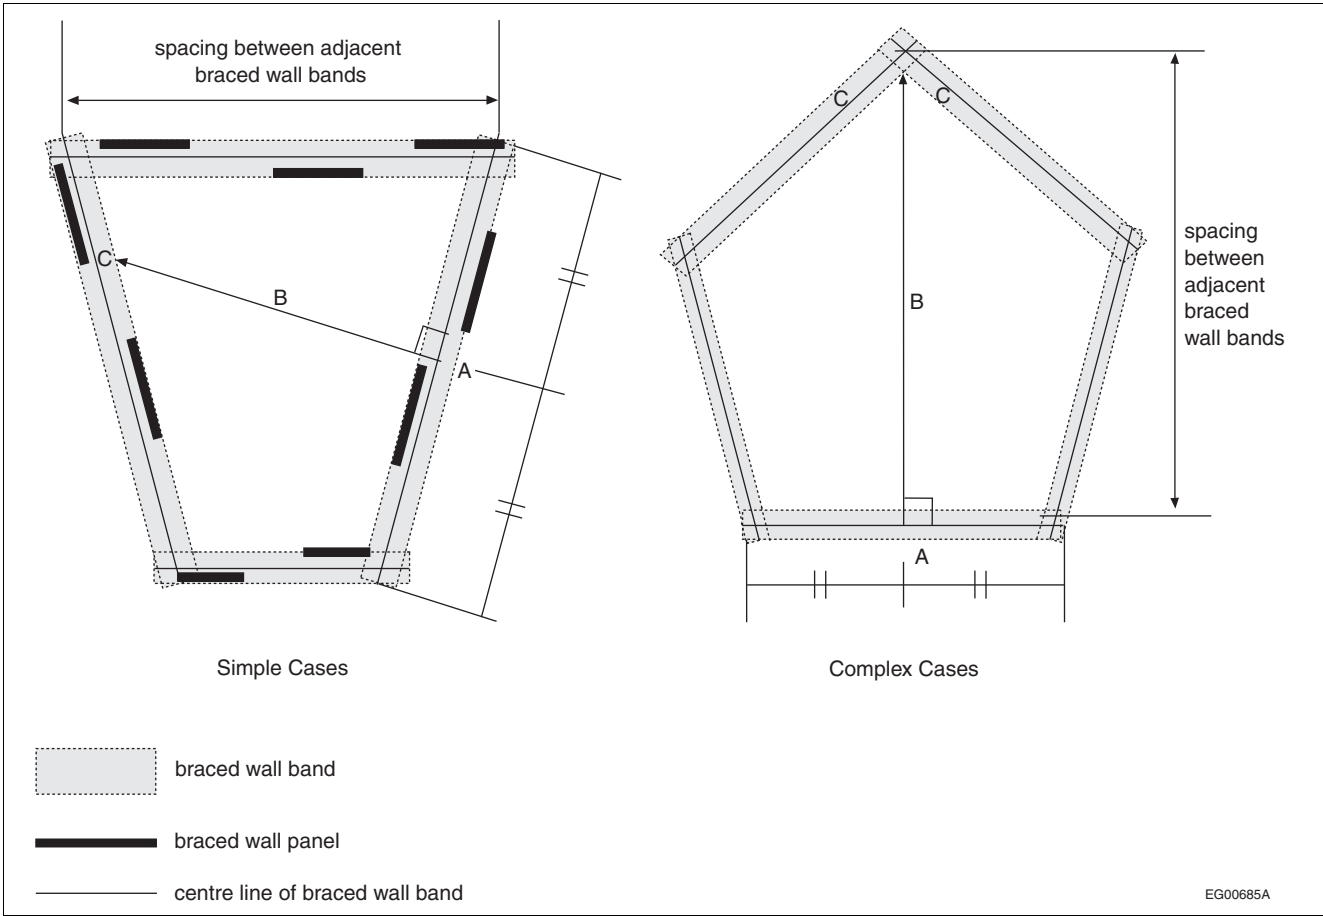 spacing between adjacent
braced wall bands
C
B
A
Simple Cases
C
C
B
A
spacing
between
adjacent
braced
wall bands
Complex Cases
braced wall band
braced wall panel
centre line of braced wall band
EG00685A